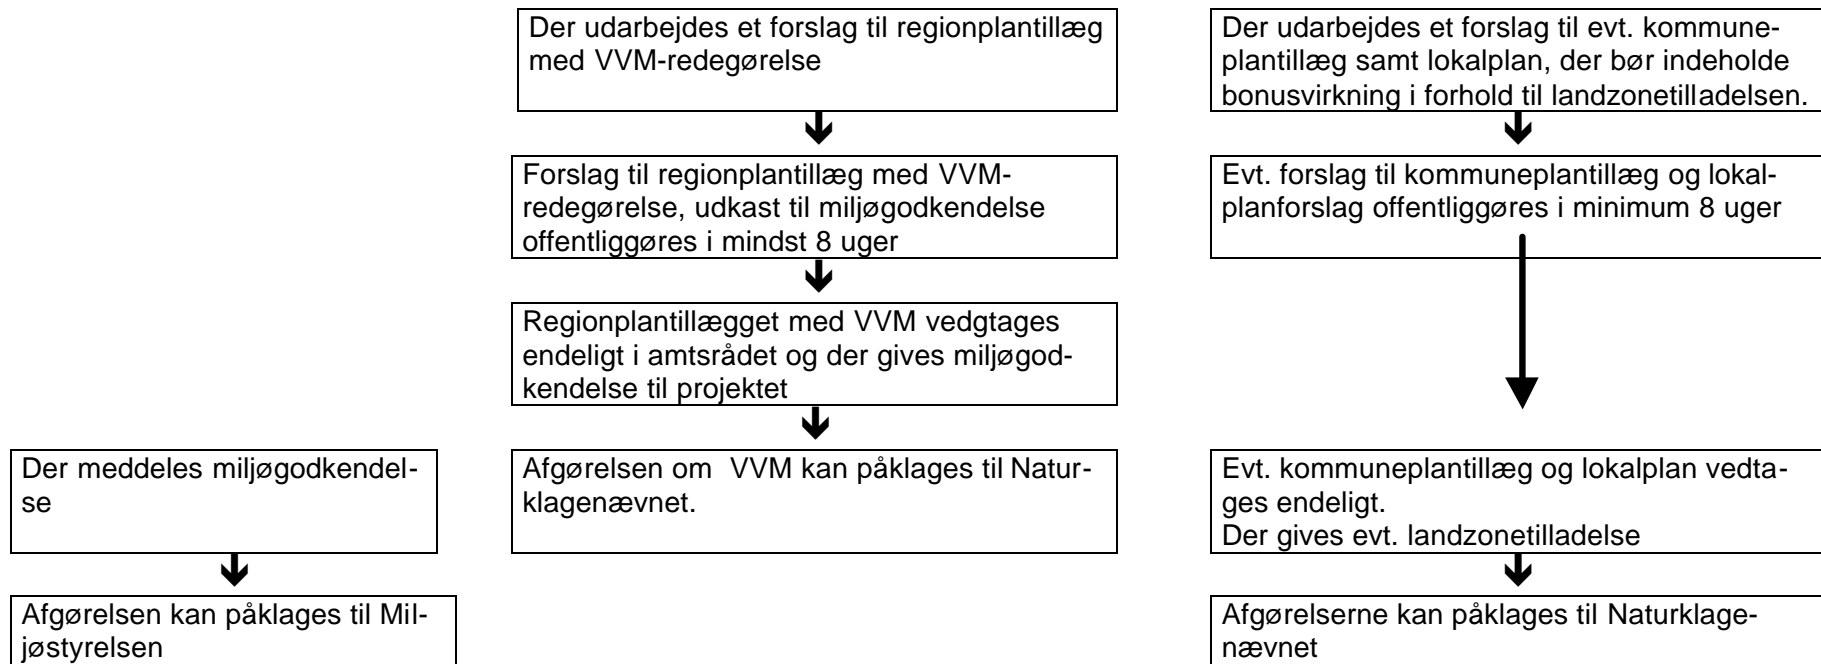 Der udarbejdes et forslag til regionplantillæg
med VVM-redegørelse
Der udarbejdes et forslag til evt. kommune-
plantillæg samt lokalplan, der bør indeholde
bonusvirkning i forhold til landzonetilladelsen.
Forslag til regionplantillæg med VVM-
redegørelse, udkast til miljøgodkendelse
offentliggøres i mindst 8 uger
Evt. forslag til kommuneplantillæg og lokal-
planforslag offentliggøres i minimum 8 uger
Regionplantillægget med VVM vedgtages
endeligt i amtsrådet og der gives miljøgod-
kendelse til projektet
Der meddeles miljøgodkendel-
se
Afgørelsen om VVM kan påklages til Natur-
klagenævnet.
Evt. kommuneplantillæg og lokalplan vedta-
ges endeligt.
Der gives evt. landzonetilladelse
Afgørelsen kan påklages til Mil-
jøstyrelsen
Afgørelserne kan påklages til Naturklage-
nævnet